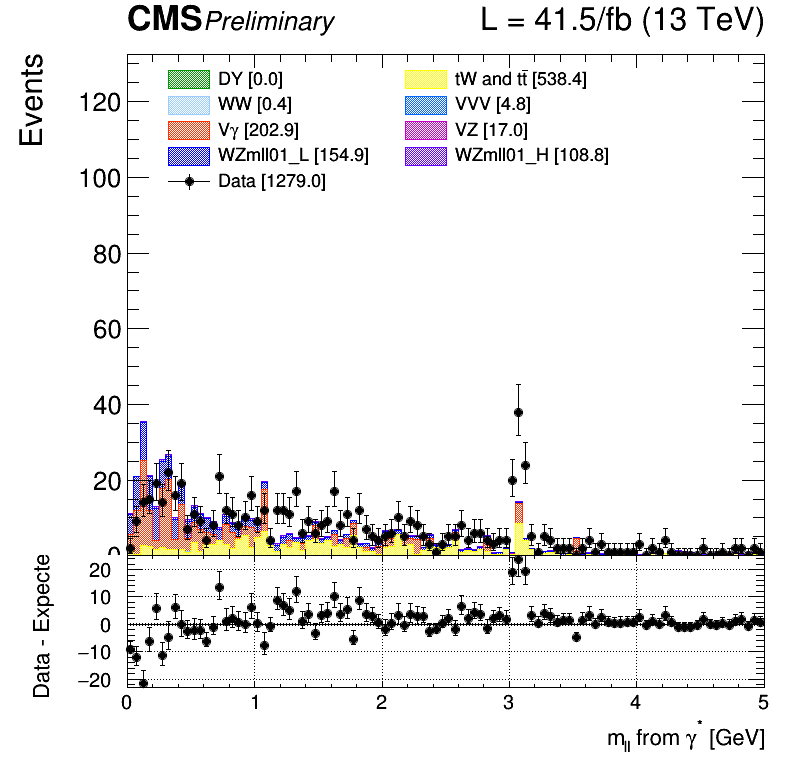 CMS Preliminary L = 41.5/fb (13 TeV)
Events
DY [0.0]
tW and tt̄ [538.4]
WW [0.4]
VVV [4.8]
Vγ [202.9]
VZ [17.0]
WZmll01_L [154.9]
WZmll01_H [108.8]
Data [1279.0]
120
100
80
60
40
20
0
Data - Expecte
20
10
0
−10
−20
0 1 2 3 4 5
m_ll from γ* [GeV]